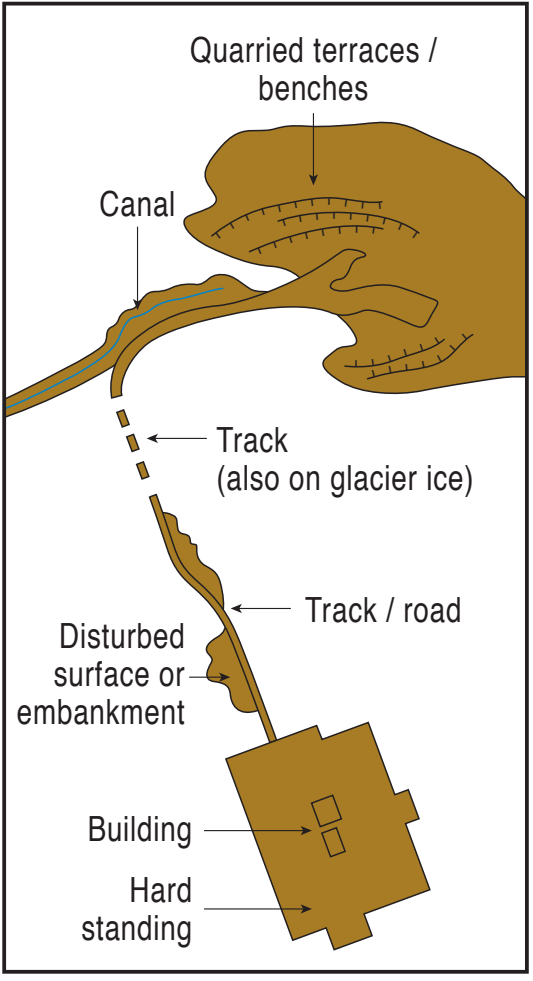 Quarried terraces /
benches
Canal
Track
(also on glacier ice)
Track / road
Disturbed
surface or
embankment
Building
Hard
standing